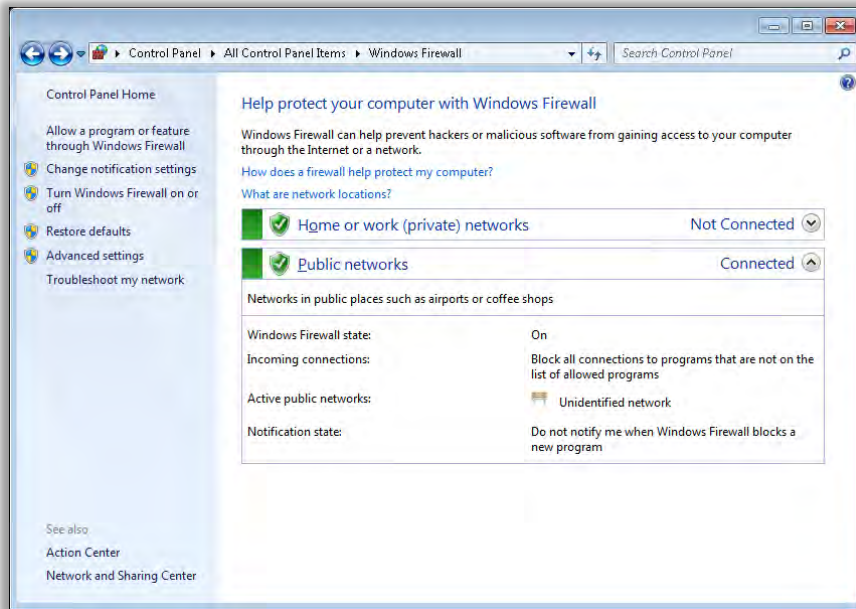 Control Panel ▸ All Control Panel Items ▸ Windows Firewall
Search Control Panel
Control Panel Home
Allow a program or feature
through Windows Firewall
Change notification settings
Turn Windows Firewall on or
off
Restore defaults
Advanced settings
Troubleshoot my network
See also
Action Center
Network and Sharing Center
Help protect your computer with Windows Firewall
Windows Firewall can help prevent hackers or malicious software from gaining access to your computer
through the Internet or a network.
How does a firewall help protect my computer?
What are network locations?
Home or work (private) networks Not Connected
Public networks Connected
Networks in public places such as airports or coffee shops
Windows Firewall state: On
Incoming connections: Block all connections to programs that are not on the
list of allowed programs
Active public networks: Unidentified network
Notification state: Do not notify me when Windows Firewall blocks a
new program